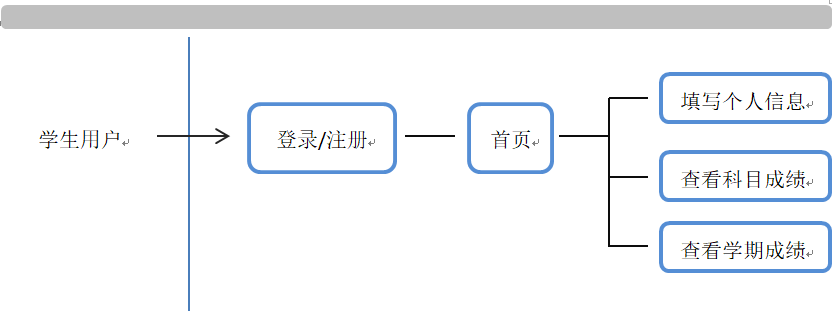 学生用户
登录/注册
首页
填写个人信息
查看科目成绩
查看学期成绩